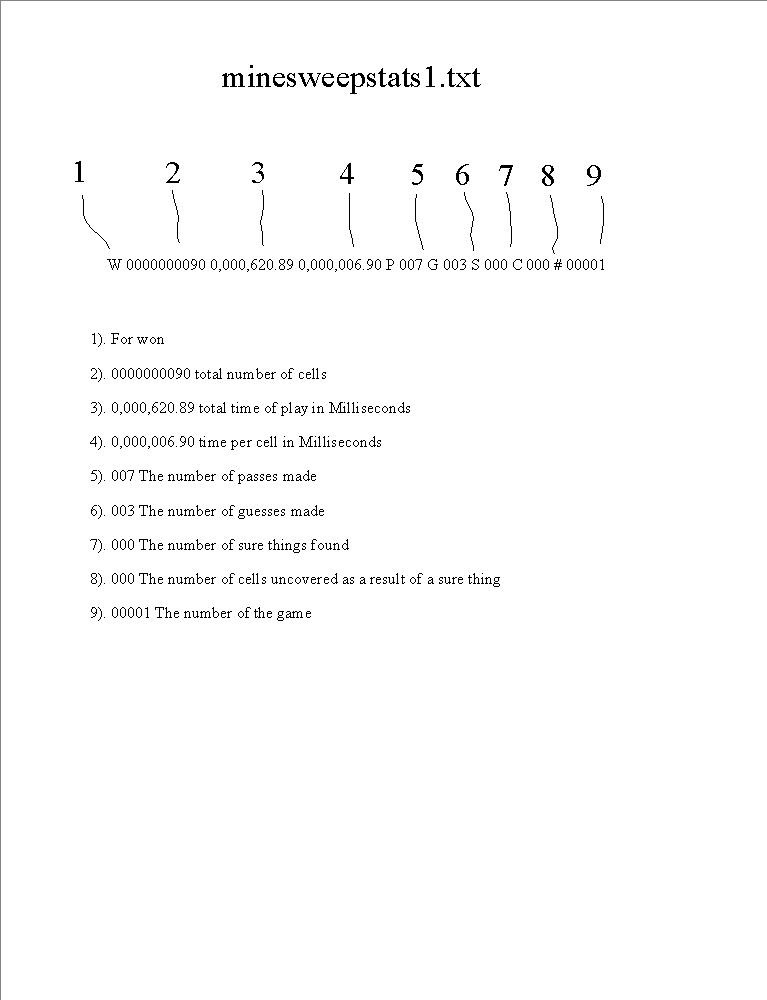 minesweepstats1.txt
1 2 3 4 5 6 7 8 9
W 0000000090 0,000,620.89 0,000,006.90 P 007 G 003 S 000 C 000 # 00001
1). For won
2). 0000000090 total number of cells
3). 0,000,620.89 total time of play in Milliseconds
4). 0,000,006.90 time per cell in Milliseconds
5). 007 The number of passes made
6). 003 The number of guesses made
7). 000 The number of sure things found
8). 000 The number of cells uncovered as a result of a sure thing
9). 00001 The number of the game